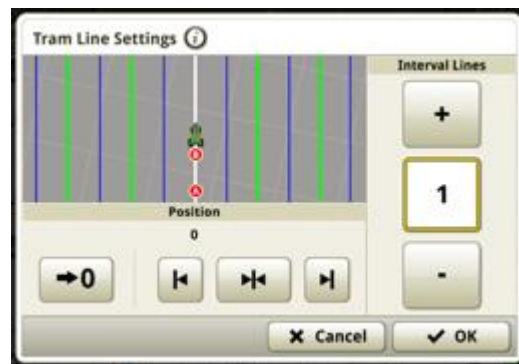 Tram Line Settings i
Interval Lines
+
B
A
1
Position
0
→0
-
Cancel
OK